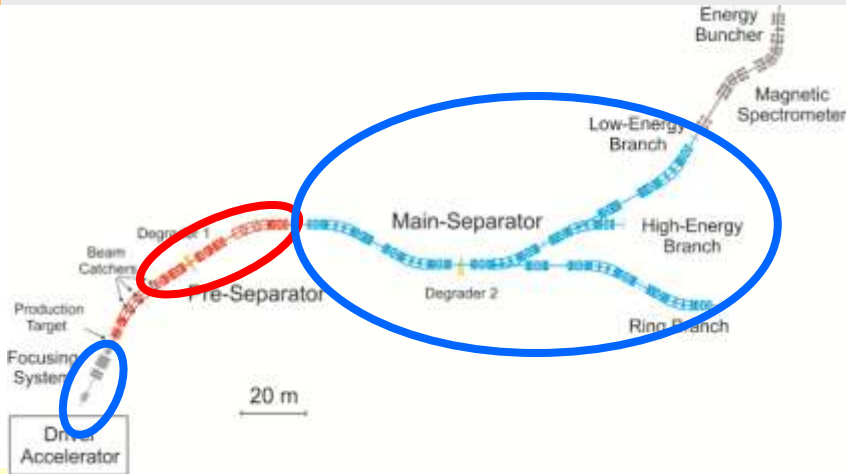 Energy
Buncher
Magnetic
Spectrometer
Low-Energy
Branch
Main-Separator
High-Energy
Branch
Degrader 1
Beam
Catchers
Degrader 2
Pre-Separator
Production
Target
Ring Branch
Focusing
System
20 m
Driver
Accelerator